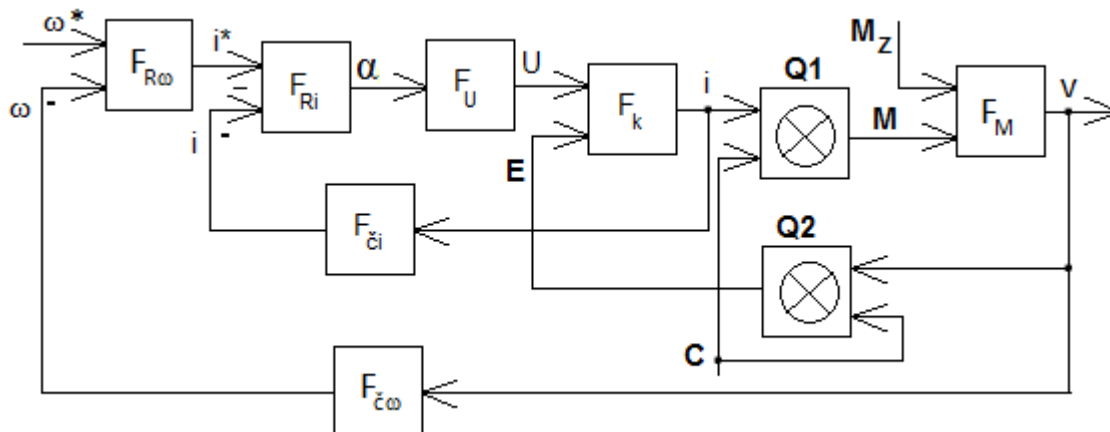 ω*
F_Rω
i*
F_Ri
α
F_U
U
F_k
i
Q1
M
M_Z
F_M
v
ω
-
-
i
-
E
F_či
Q2
C
F_čω